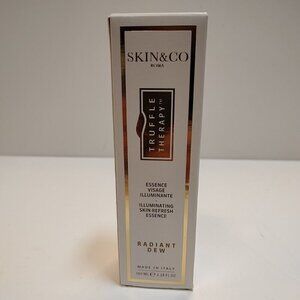 SKIN&CO
ROMA
TRUFFLE
THERAPY™
ESSENCE
VISAGE
ILLUMINANTE
ILLUMINATING
SKIN REFRESH
ESSENCE
RADIANT
DEW
MADE IN ITALY